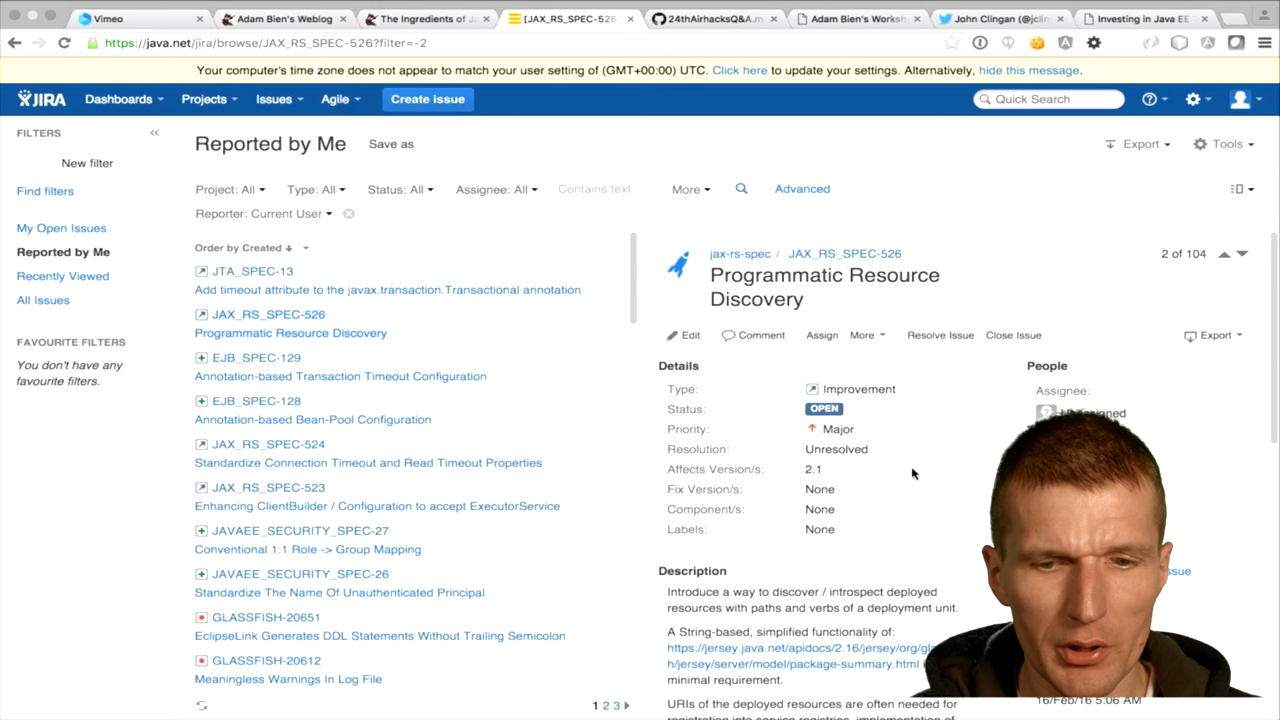 Vimeo
Adam Bien's Weblog
The Ingredients of J
[JAX_RS_SPEC-526
24thAirhacksQ&A.m
Adam Bien's Worksh
John Clingan (@jclin
Investing in Java EE
https://java.net/jira/browse/JAX_RS_SPEC-526?filter=-2
Your computer's time zone does not appear to match your user setting of (GMT+00:00) UTC. Click here to update your settings. Alternatively, hide this message.
JIRA Dashboards Projects Issues Agile Create issue Quick Search
FILTERS
New filter
Find filters
My Open Issues
Reported by Me
Recently Viewed
All Issues
FAVOURITE FILTERS
You don't have any
favourite filters.
Reported by Me Save as
Export Tools
Project: All Type: All Status: All Assignee: All Contains text More Advanced
Reporter: Current User
Order by Created
JTA_SPEC-13
Add timeout attribute to the javax.transaction.Transactional annotation
JAX_RS_SPEC-526
Programmatic Resource Discovery
EJB_SPEC-129
Annotation-based Transaction Timeout Configuration
EJB_SPEC-128
Annotation-based Bean-Pool Configuration
JAX_RS_SPEC-524
Standardize Connection Timeout and Read Timeout Properties
JAX_RS_SPEC-523
Enhancing ClientBuilder / Configuration to accept ExecutorService
JAVAEE_SECURITY_SPEC-27
Conventional 1:1 Role -> Group Mapping
JAVAEE_SECURITY_SPEC-26
Standardize The Name Of Unauthenticated Principal
GLASSFISH-20651
EclipseLink Generates DDL Statements Without Trailing Semicolon
GLASSFISH-20612
Meaningless Warnings In Log File
1 2 3
jax-rs-spec / JAX_RS_SPEC-526
2 of 104
Programmatic Resource
Discovery
Edit Comment Assign More Resolve Issue Close Issue Export
Details
Type: Improvement
Status: OPEN
Priority: Major
Resolution: Unresolved
Affects Version/s: 2.1
Fix Version/s: None
Component/s: None
Labels: None
People
Assignee:
Description
Introduce a way to discover / introspect deployed
resources with paths and verbs of a deployment unit.
A String-based, simplified functionality of:
https://jersey.java.net/apidocs/2.16/jersey/org/gla
h/jersey/server/model/package-summary.html
minimal requirement.
URIs of the deployed resources are often needed for
16/Feb/16 5:06 AM